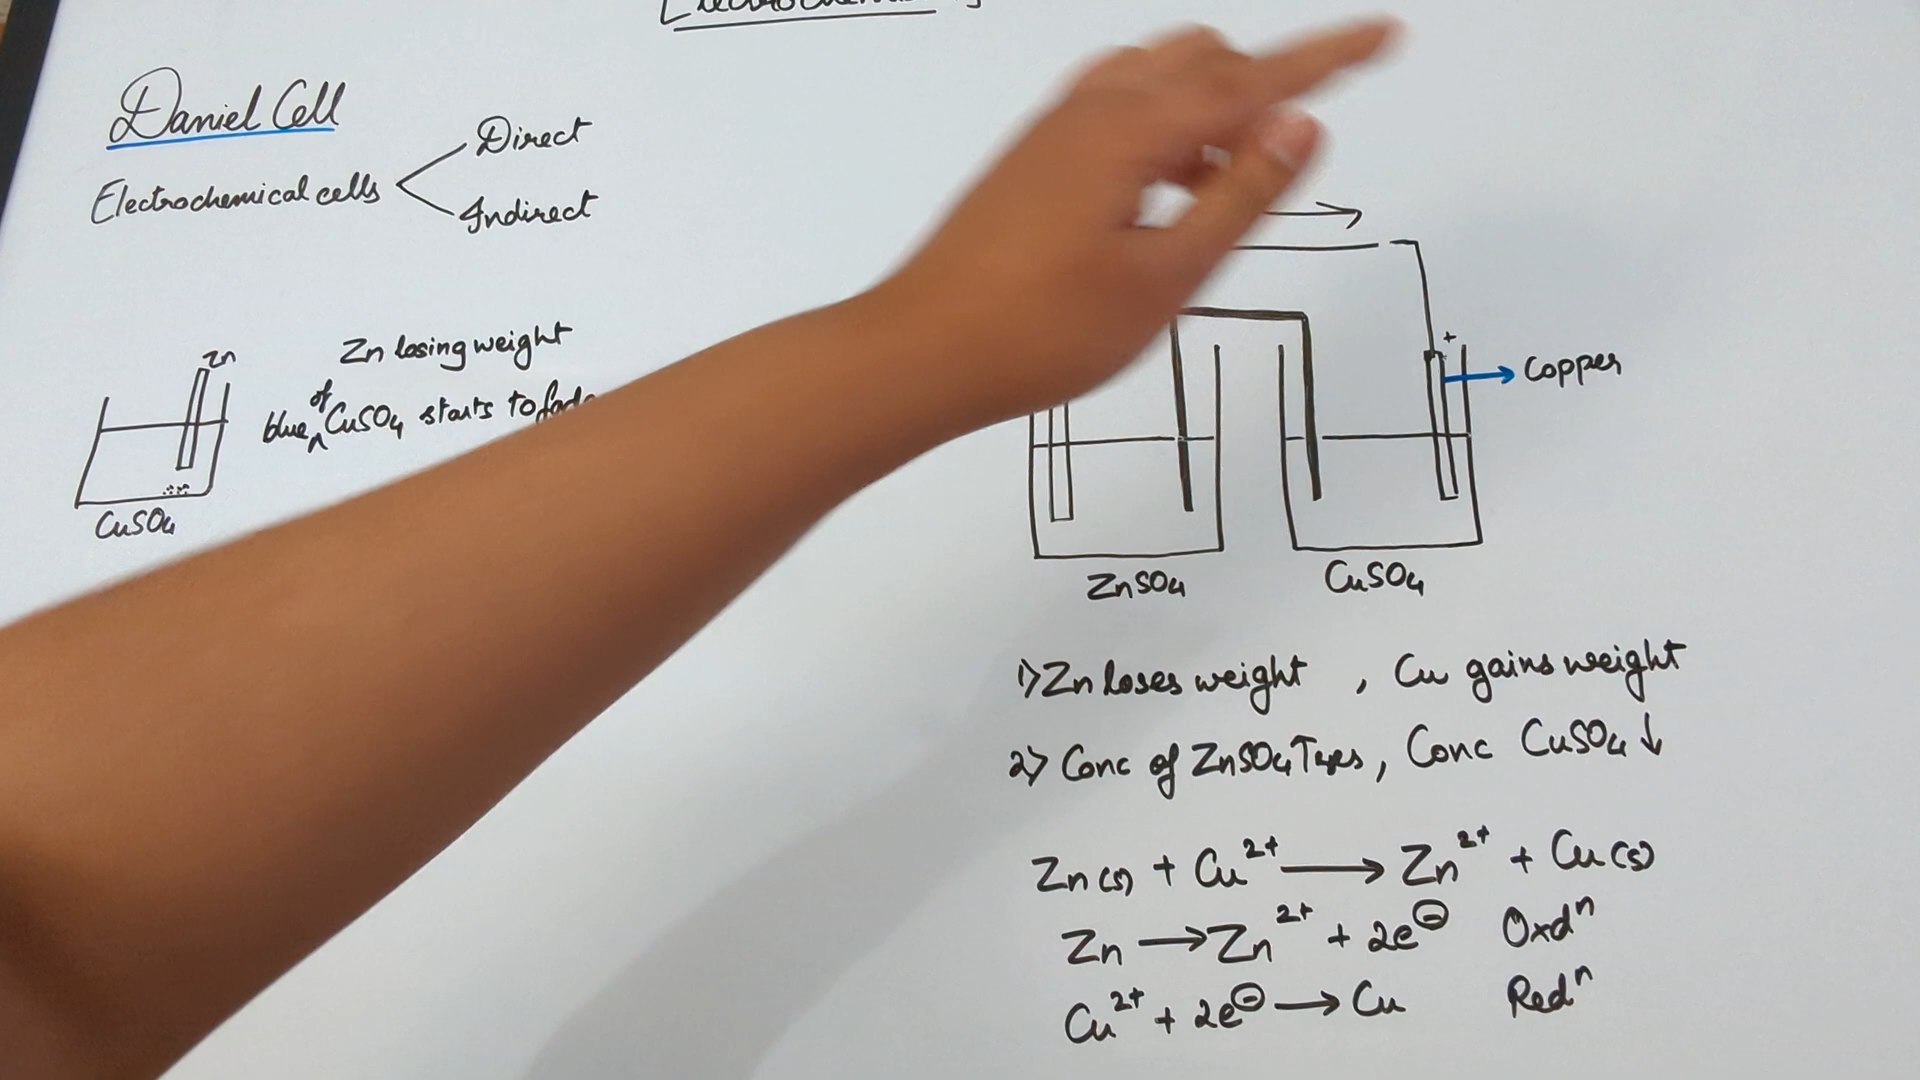 Daniel Cell
Electrochemical cells
Direct
Indirect
Zn
Zn losing weight
of
blue ^ CuSO4 starts to
CuSO4
+
Copper
ZnSO4
CuSO4
1) Zn loses weight , Cu gains weight
2) Conc of ZnSO4 , Conc CuSO4 ↓
Zn(s) + Cu²⁺ ⟶ Zn²⁺ + Cu(s)
Zn ⟶ Zn²⁺ + 2e⊖ Oxdⁿ
Cu²⁺ + 2e⊖ ⟶ Cu Redⁿ